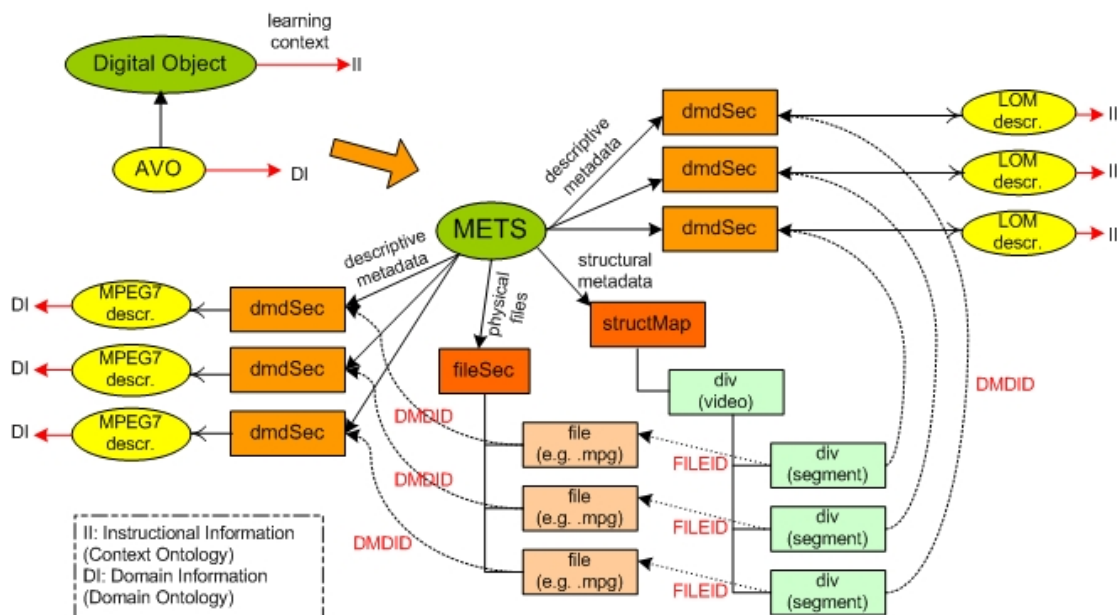 learning
context
Digital Object
II
AVO
DI
dmdSec
LOM
descr.
II
descriptive
metadata
dmdSec
LOM
descr.
II
METS
dmdSec
LOM
descr.
II
descriptive
metadata
physical
files
structural
metadata
DI
MPEG7
descr.
dmdSec
structMap
DI
MPEG7
descr.
dmdSec
fileSec
div
(video)
DMDID
DI
MPEG7
descr.
dmdSec
DMDID
file
(e.g. .mpg)
FILEID
div
(segment)
DMDID
file
(e.g. .mpg)
FILEID
div
(segment)
DMDID
file
(e.g. .mpg)
FILEID
div
(segment)
II: Instructional Information
(Context Ontology)
DI: Domain Information
(Domain Ontology)